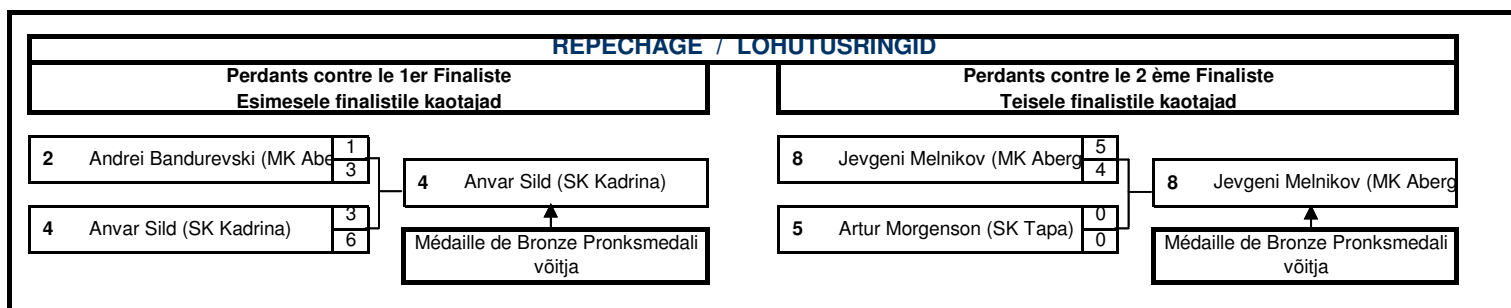 REPECHAGE / LOHUTUSRINGID
Perdants contre le 1er Finaliste
Esimesele finalistile kaotajad
Perdants contre le 2 ème Finaliste
Teisele finalistile kaotajad
2 Andrei Bandurevski (MK Abe 1
3
4 Anvar Sild (SK Kadrina)
4 Anvar Sild (SK Kadrina) 3
6
Médaille de Bronze Pronksmedali
võitja
8 Jevgeni Melnikov (MK Aberg 5
4
8 Jevgeni Melnikov (MK Aberg
5 Artur Morgenson (SK Tapa) 0
0
Médaille de Bronze Pronksmedali
võitja